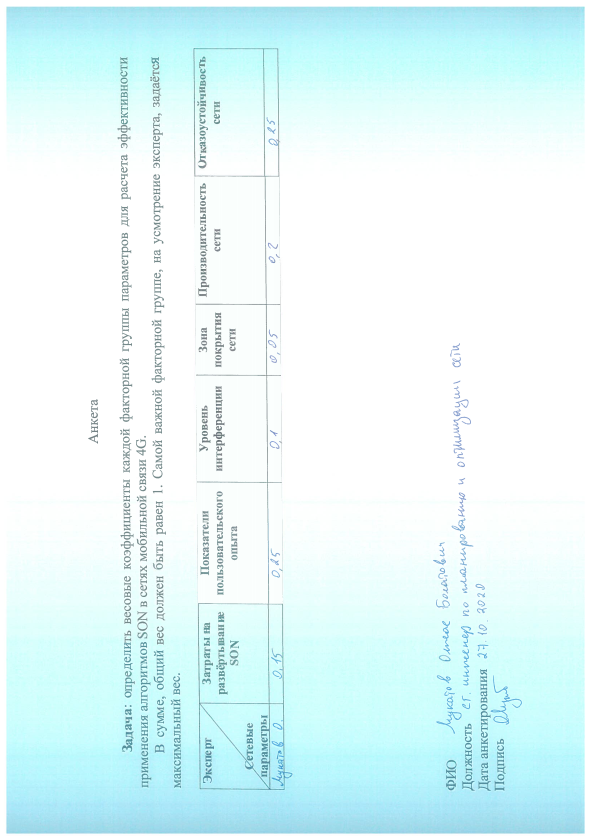 Анкета
Задача: определить весовые коэффициенты каждой факторной группы параметров для расчета эффективности
применения алгоритмов SON в сетях мобильной связи 4G.
В сумме, общий вес должен быть равен 1. Самой важной факторной группе, на усмотрение эксперта, задаётся
максимальный вес.
Эксперт Сетевые параметры
Затраты на развёртывание SON
Показатели пользовательского опыта
Уровень интерференции
Зона покрытия сети
Производительность сети
Отказоустойчивость сети
Мукатов О. 0,15 0,25 0,1 0,05 0,2 0,25
ФИО Мукатов Олжас Болатович
Должность ст. инженер по планированию и оптимизации сети
Дата анкетирования 27.10.2020
Подпись